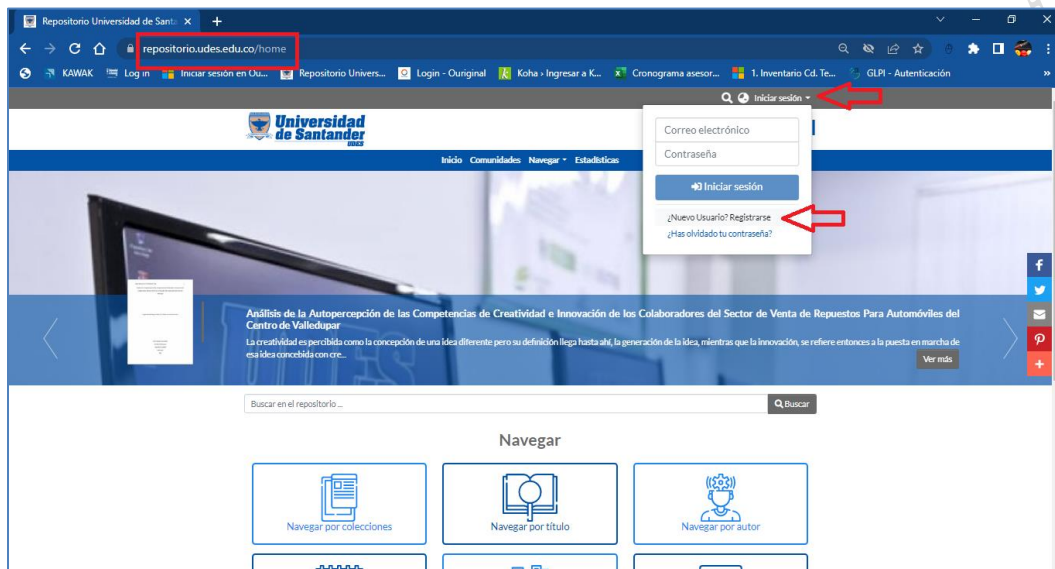 Repositorio Universidad de Santa
repositorio.udes.edu.co/home
KAWAK Log in Iniciar sesión en Ou... Repositorio Univers... Login - Ouriginal Koha › Ingresar a K... Cronograma asesor... 1. Inventario Cd. Te... GLPI - Autenticación »
Iniciar sesión
Universidad
de Santander
UDES
Correo electrónico
Contraseña
Iniciar sesión
¿Nuevo Usuario? Registrarse
¿Has olvidado tu contraseña?
Inicio Comunidades Navegar Estadísticas
Análisis de la Autopercepción de las Competencias de Creatividad e Innovación de los Colaboradores del Sector de Venta de Repuestos Para Automóviles del
Centro de Valledupar
La creatividad es percibida como la concepción de una idea diferente pero su definición llega hasta ahí, la generación de la idea, mientras que la innovación, se refiere entonces a la puesta en marcha de
esa idea concebida con cre...
Ver más
Buscar en el repositorio ...
Buscar
Navegar
Navegar por colecciones
Navegar por título
Navegar por autor